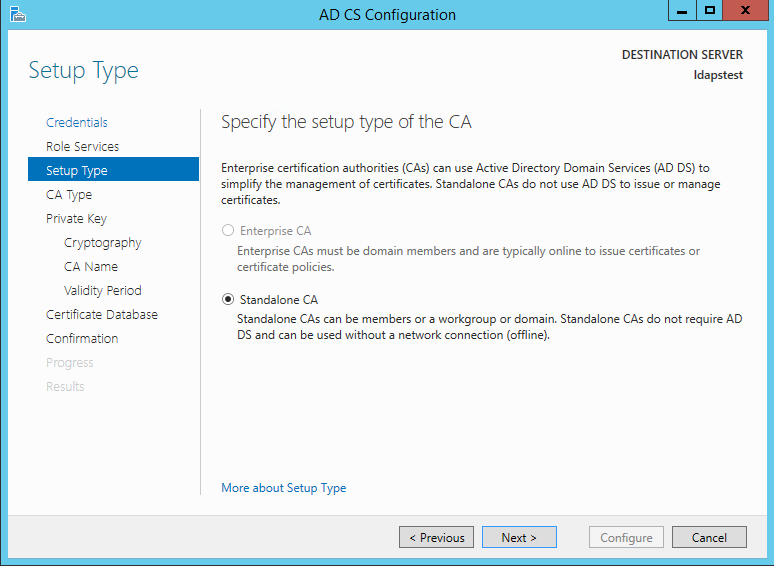 AD CS Configuration
Setup Type
DESTINATION SERVER
ldapstest
Credentials
Role Services
Setup Type
CA Type
Private Key
Cryptography
CA Name
Validity Period
Certificate Database
Confirmation
Progress
Results
Specify the setup type of the CA
Enterprise certification authorities (CAs) can use Active Directory Domain Services (AD DS) to
simplify the management of certificates. Standalone CAs do not use AD DS to issue or manage
certificates.
Enterprise CA
Enterprise CAs must be domain members and are typically online to issue certificates or
certificate policies.
Standalone CA
Standalone CAs can be members or a workgroup or domain. Standalone CAs do not require AD
DS and can be used without a network connection (offline).
More about Setup Type
< Previous
Next >
Configure
Cancel